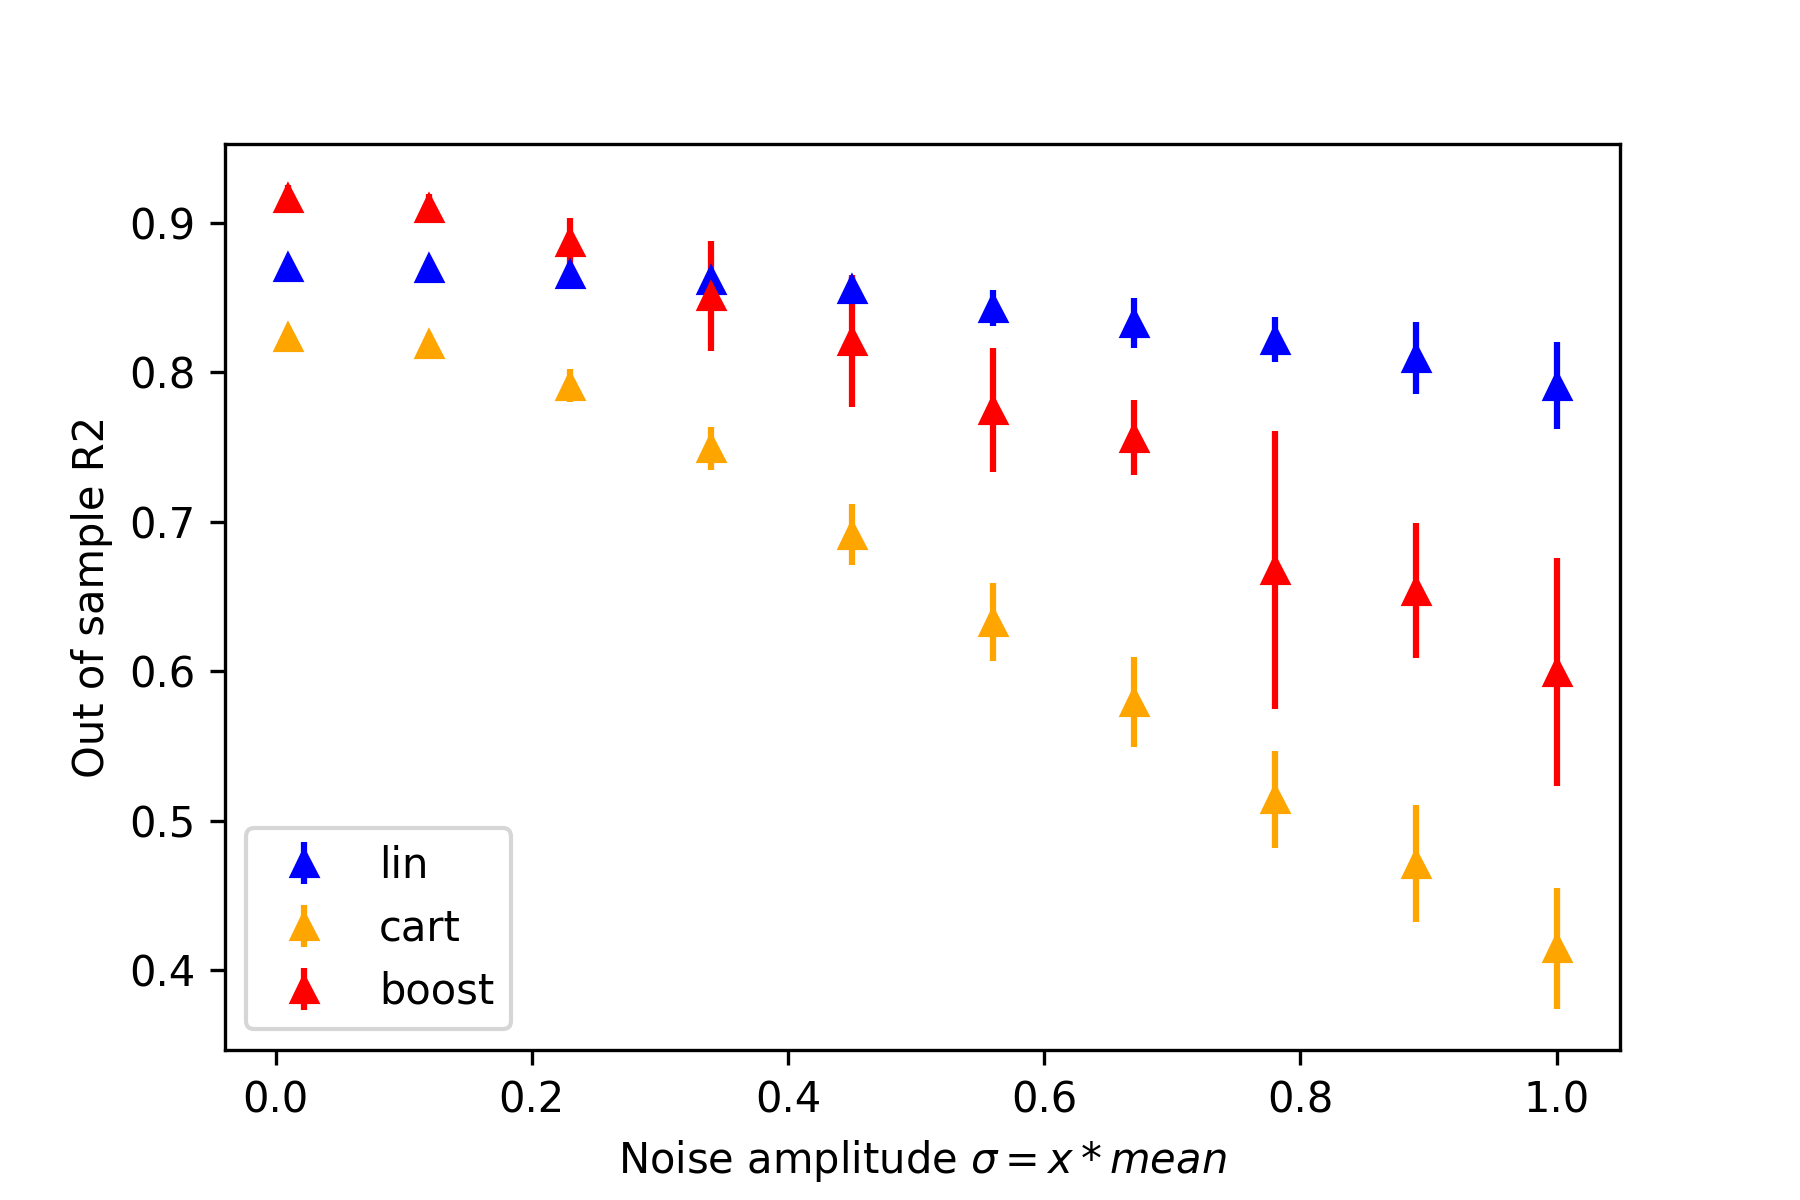 0.9
0.8
0.7
0.6
0.5
0.4
Out of sample R2
lin
cart
boost
0.0 0.2 0.4 0.6 0.8 1.0
Noise amplitude σ = x * mean